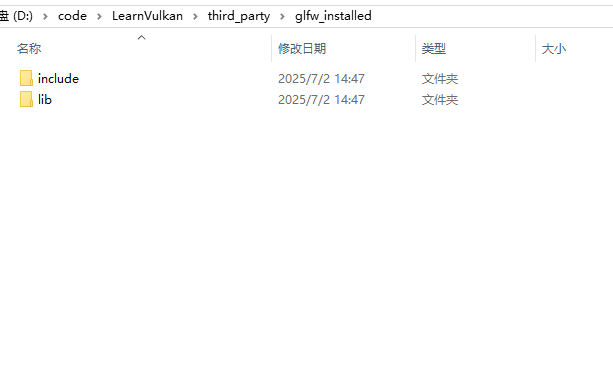 盘 (D:) › code › LearnVulkan › third_party › glfw_installed
名称 修改日期 类型 大小
include 2025/7/2 14:47 文件夹
lib 2025/7/2 14:47 文件夹